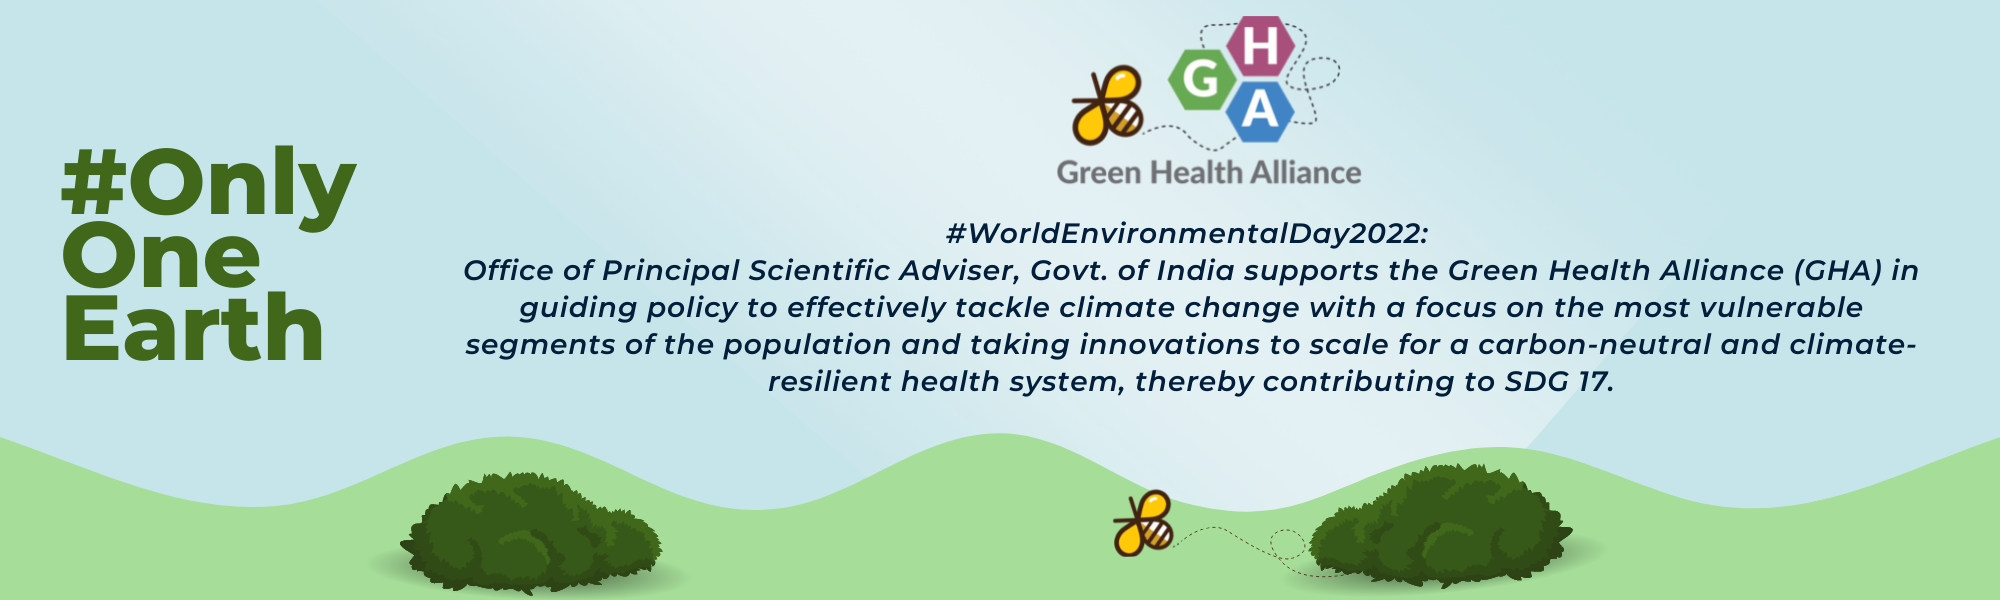 #Only
One
Earth
G
H
A
Green Health Alliance
#WorldEnvironmentalDay2022:
Office of Principal Scientific Adviser, Govt. of India supports the Green Health Alliance (GHA) in
guiding policy to effectively tackle climate change with a focus on the most vulnerable
segments of the population and taking innovations to scale for a carbon-neutral and climate-
resilient health system, thereby contributing to SDG 17.